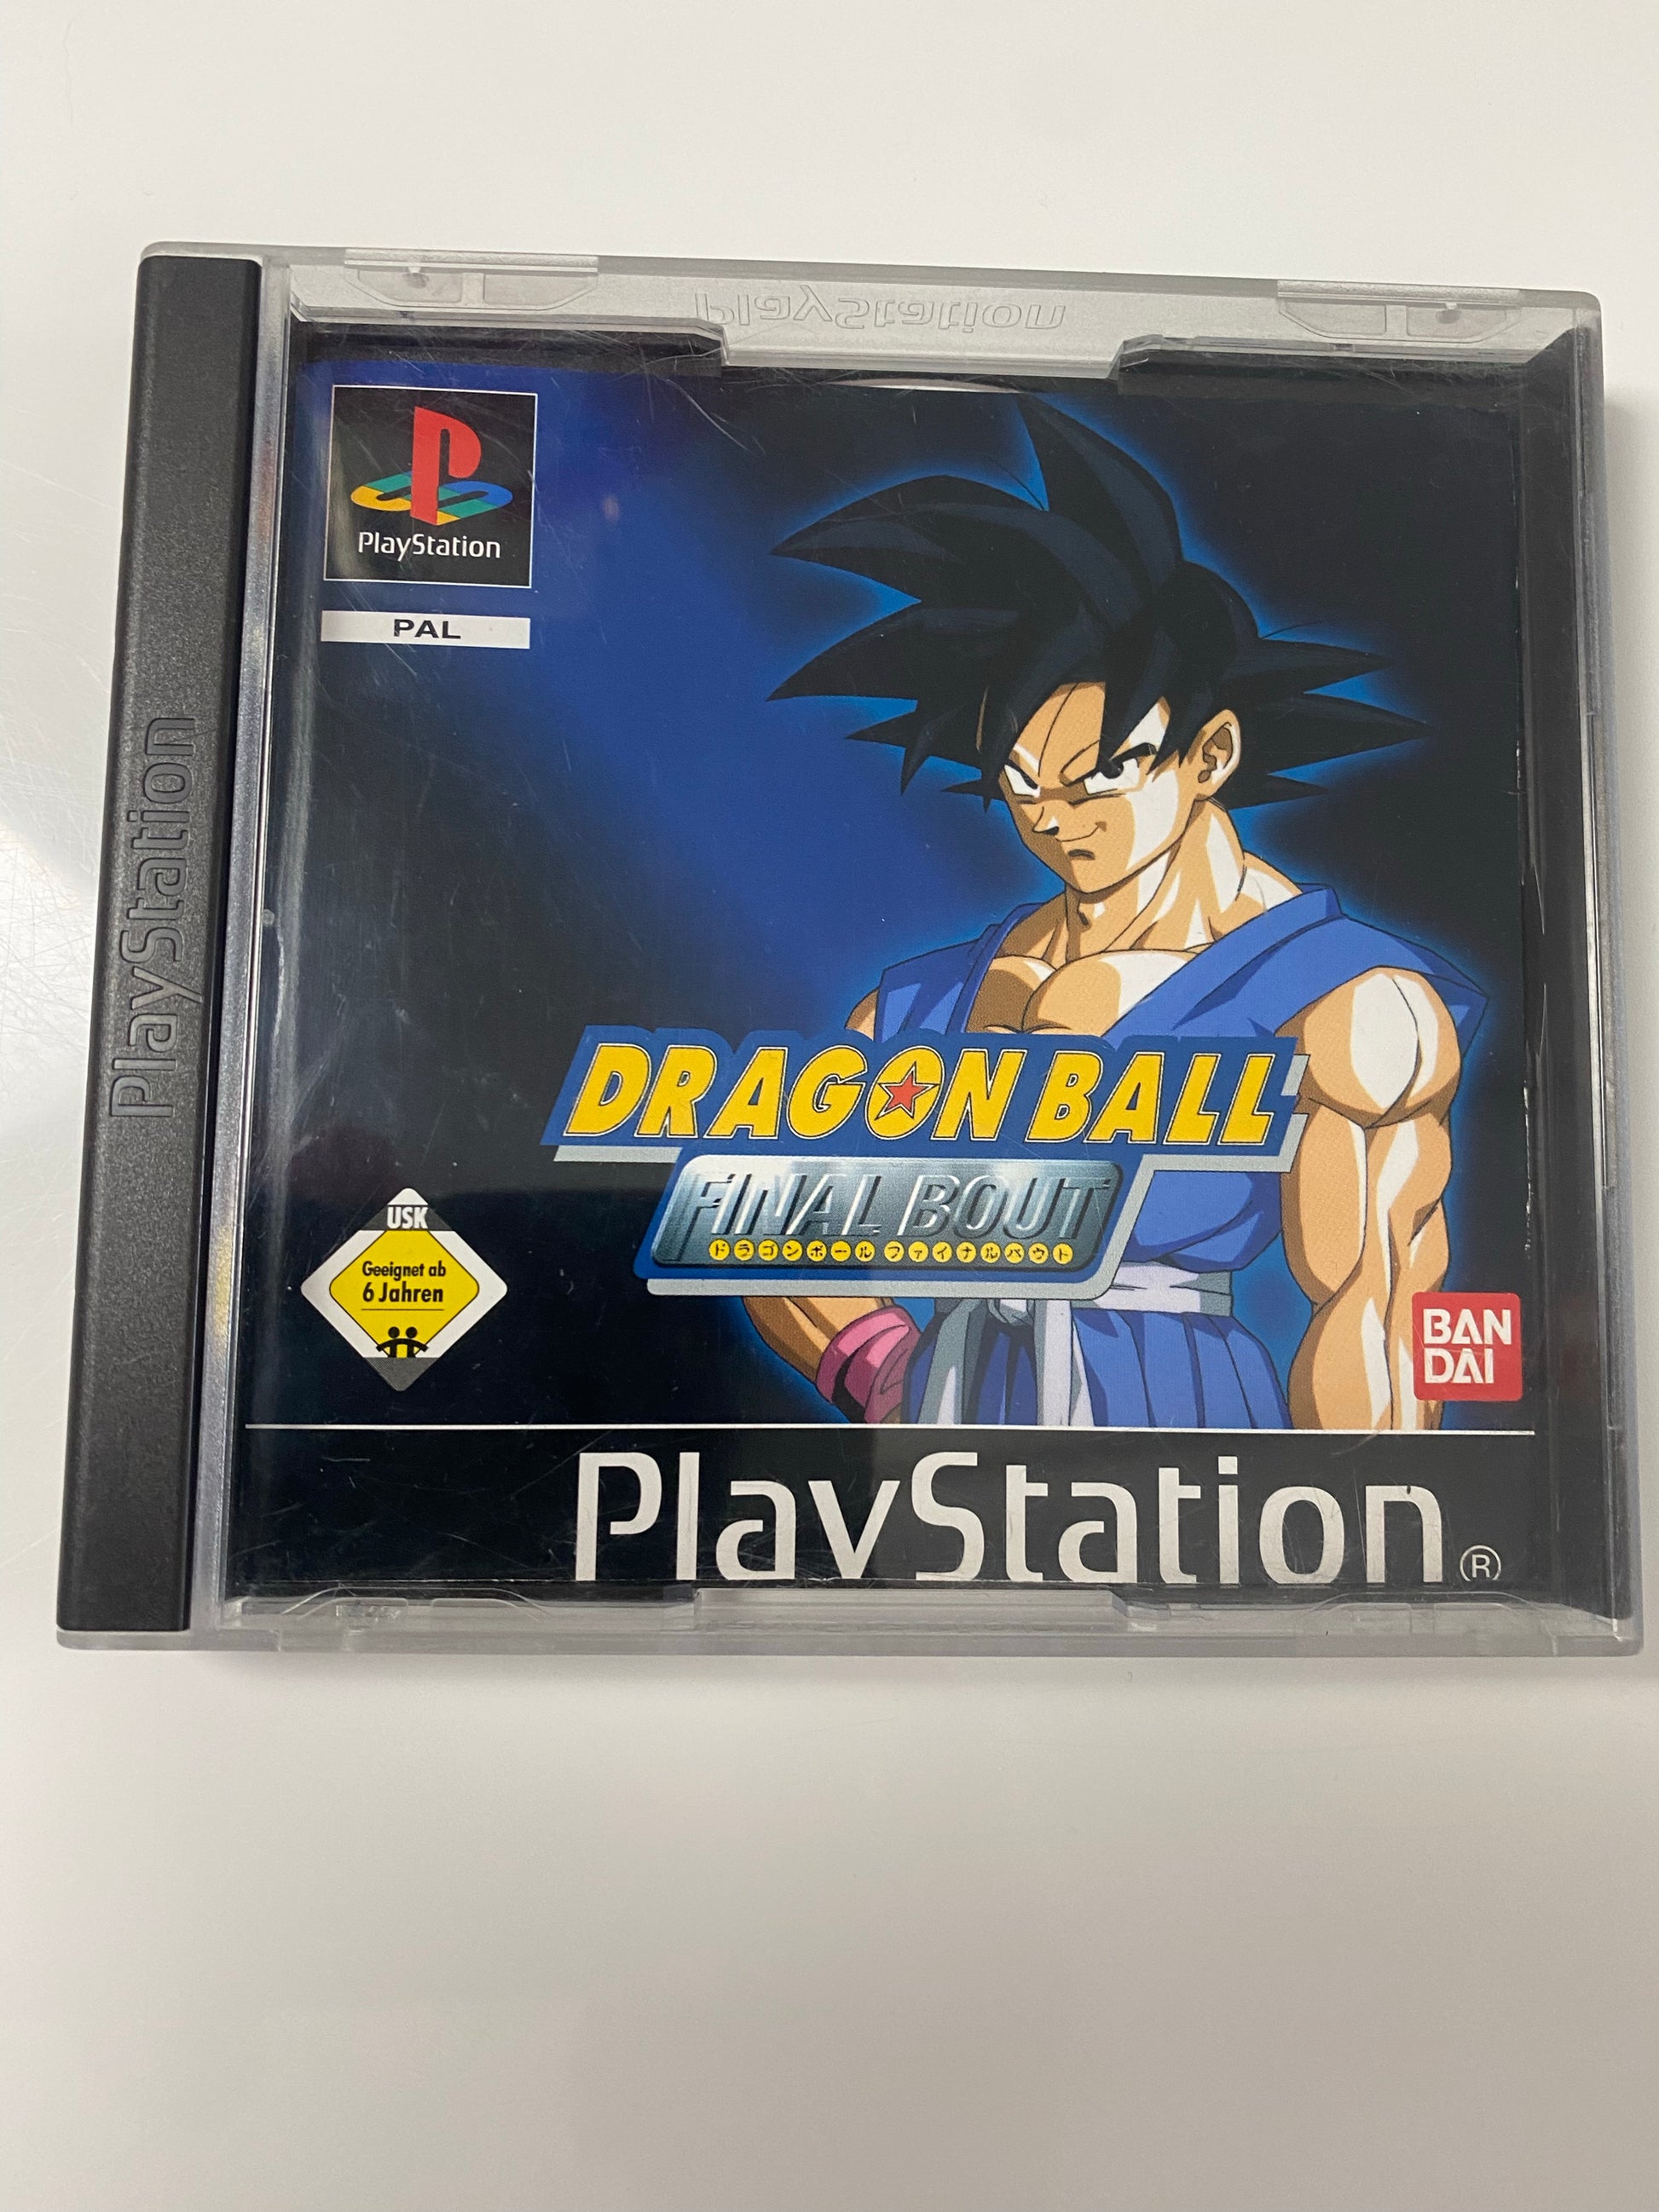 PlayStation
PlayStation
PlayStation
PAL
DRAGON BALL
FINAL BOUT
ドラゴンボール ファイナルバウト
USK
Geeignet ab
6 Jahren
BAN
DAI
PlayStation®